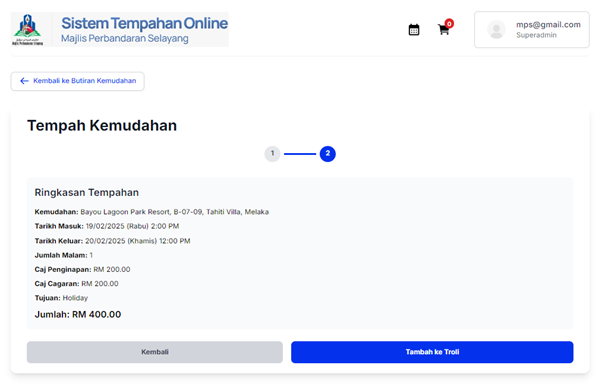 Sistem Tempahan Online
Majlis Perbandaran Selayang
0
mps@gmail.com
Superadmin
← Kembali ke Butiran Kemudahan
Tempah Kemudahan
1
2
Ringkasan Tempahan
Kemudahan: Bayou Lagoon Park Resort, B-07-09, Tahiti Villa, Melaka
Tarikh Masuk: 19/02/2025 (Rabu) 2:00 PM
Tarikh Keluar: 20/02/2025 (Khamis) 12:00 PM
Jumlah Malam: 1
Caj Penginapan: RM 200.00
Caj Cagaran: RM 200.00
Tujuan: Holiday
Jumlah: RM 400.00
Kembali
Tambah ke Troli